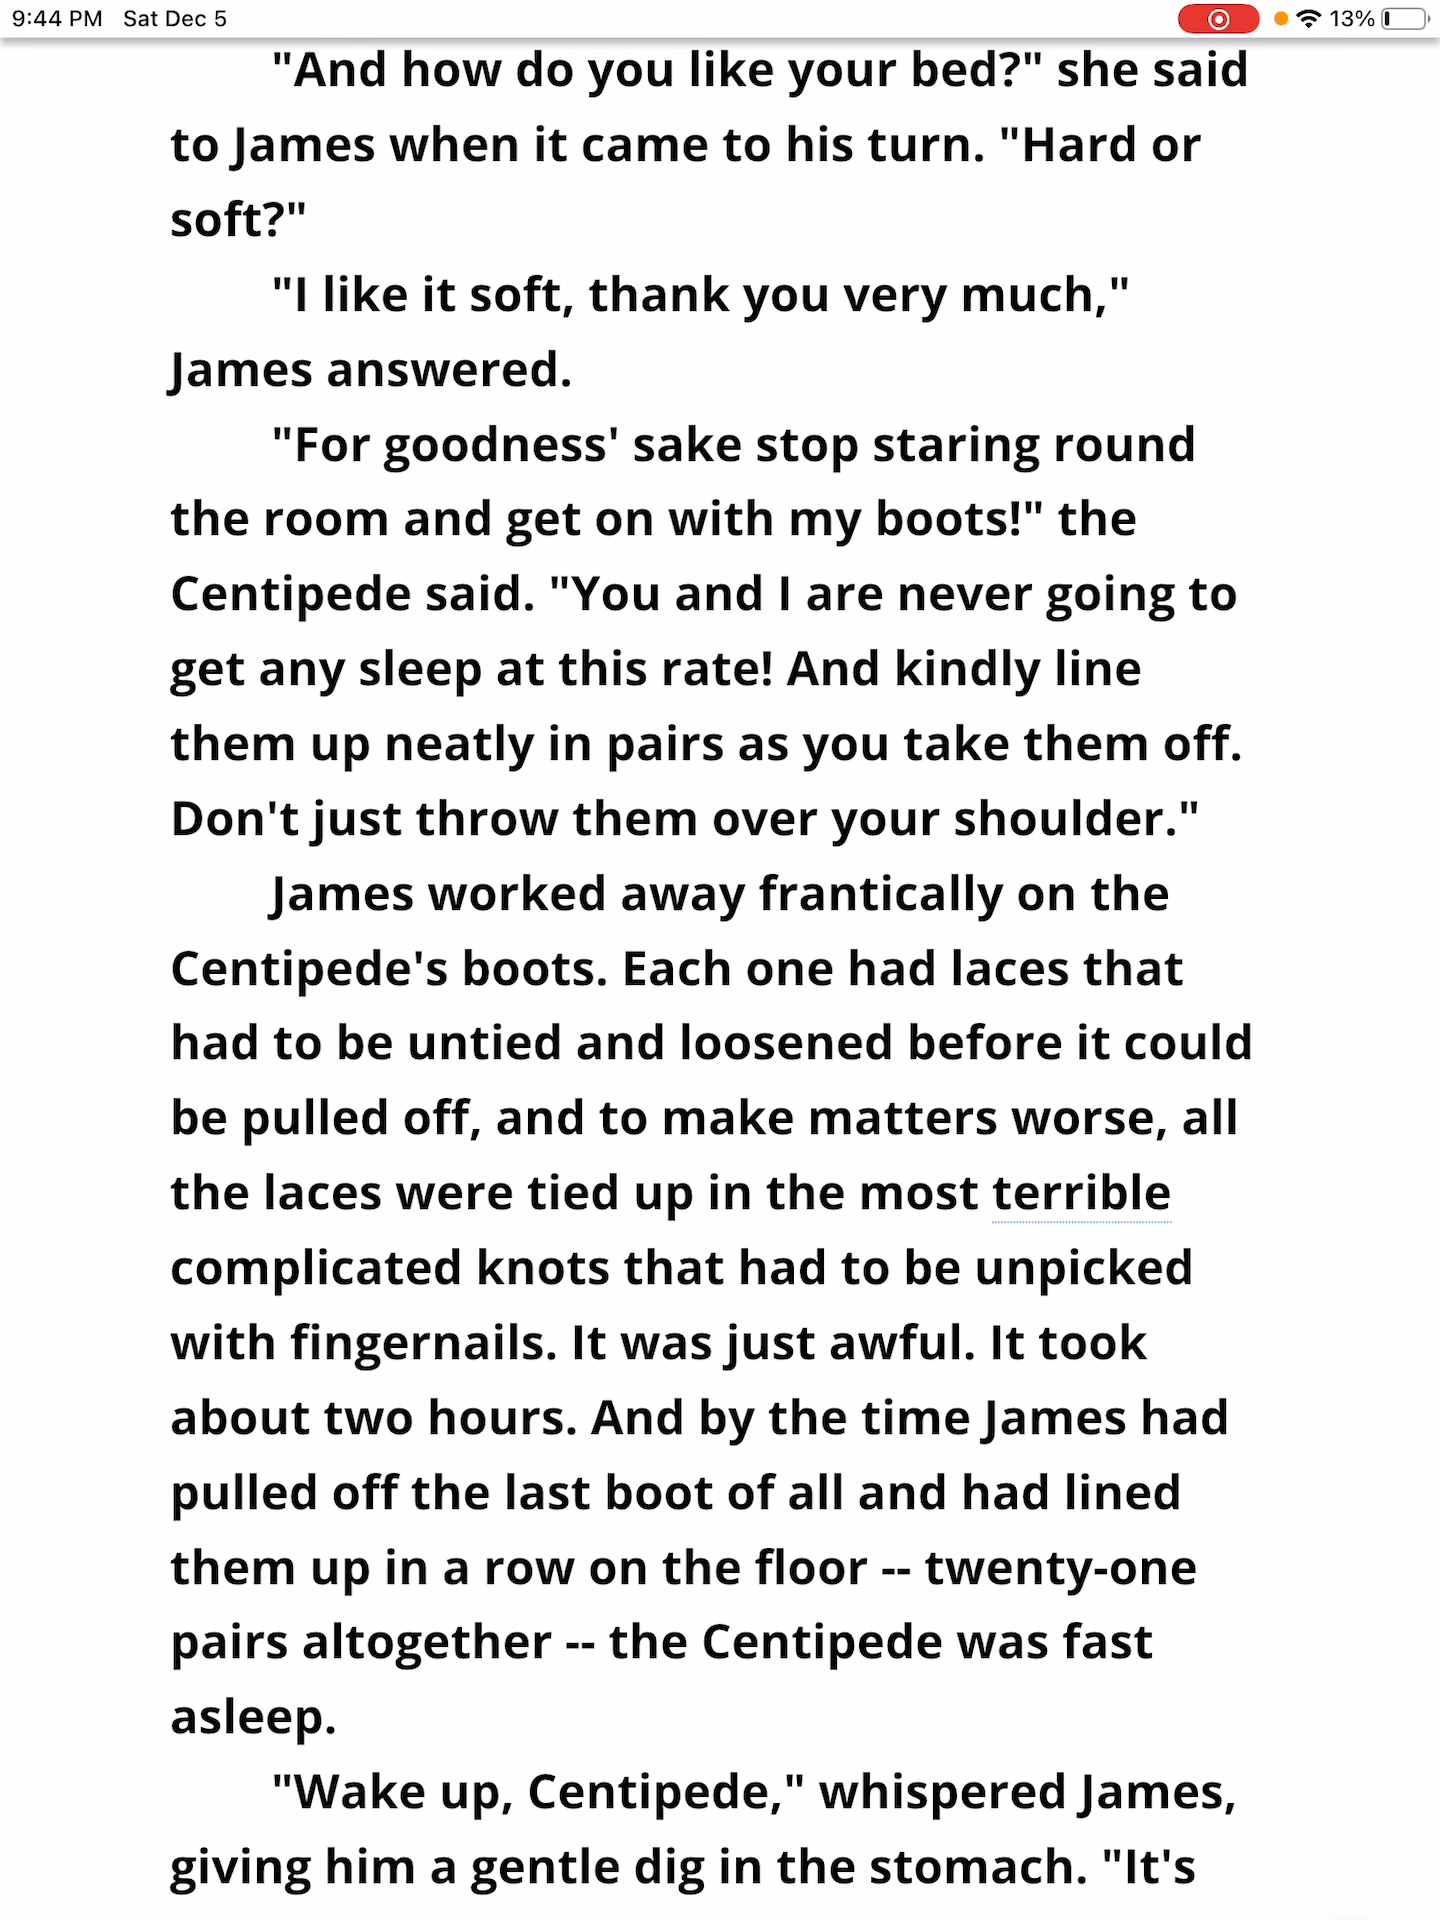 9:44 PM Sat Dec 5 13%
"And how do you like your bed?" she said
to James when it came to his turn. "Hard or
soft?"
"I like it soft, thank you very much,"
James answered.
"For goodness' sake stop staring round
the room and get on with my boots!" the
Centipede said. "You and I are never going to
get any sleep at this rate! And kindly line
them up neatly in pairs as you take them off.
Don't just throw them over your shoulder."
James worked away frantically on the
Centipede's boots. Each one had laces that
had to be untied and loosened before it could
be pulled off, and to make matters worse, all
the laces were tied up in the most terrible
complicated knots that had to be unpicked
with fingernails. It was just awful. It took
about two hours. And by the time James had
pulled off the last boot of all and had lined
them up in a row on the floor -- twenty-one
pairs altogether -- the Centipede was fast
asleep.
"Wake up, Centipede," whispered James,
giving him a gentle dig in the stomach. "It's